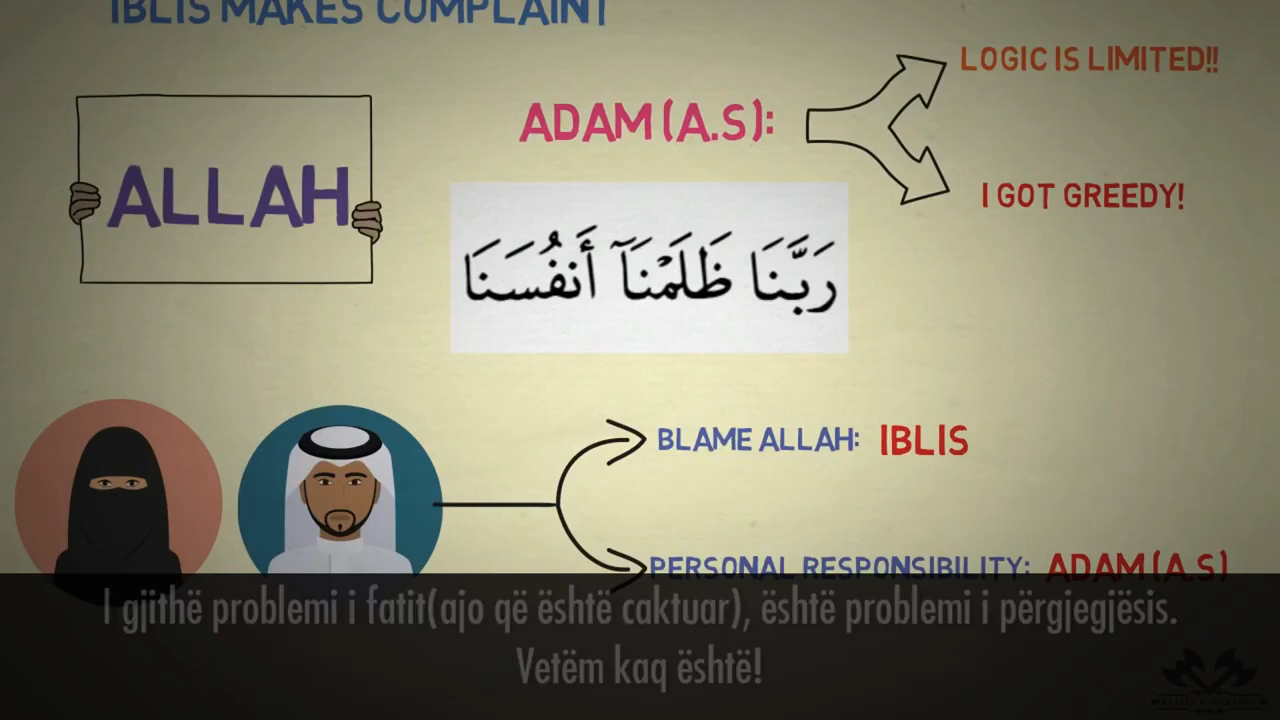 IBLIS MAKES COMPLAINT
LOGIC IS LIMITED!!
ADAM (A.S):
ALLAH
I GOT GREEDY!
رَبَّنَا ظَلَمْنَآ أَنفُسَنَا
BLAME ALLAH: IBLIS
PERSONAL RESPONSIBILITY: ADAM (A.S)
I gjithë problemi i fatit(ajo që është caktuar), është problemi i përgjegjësis.
Vetëm kaq është!